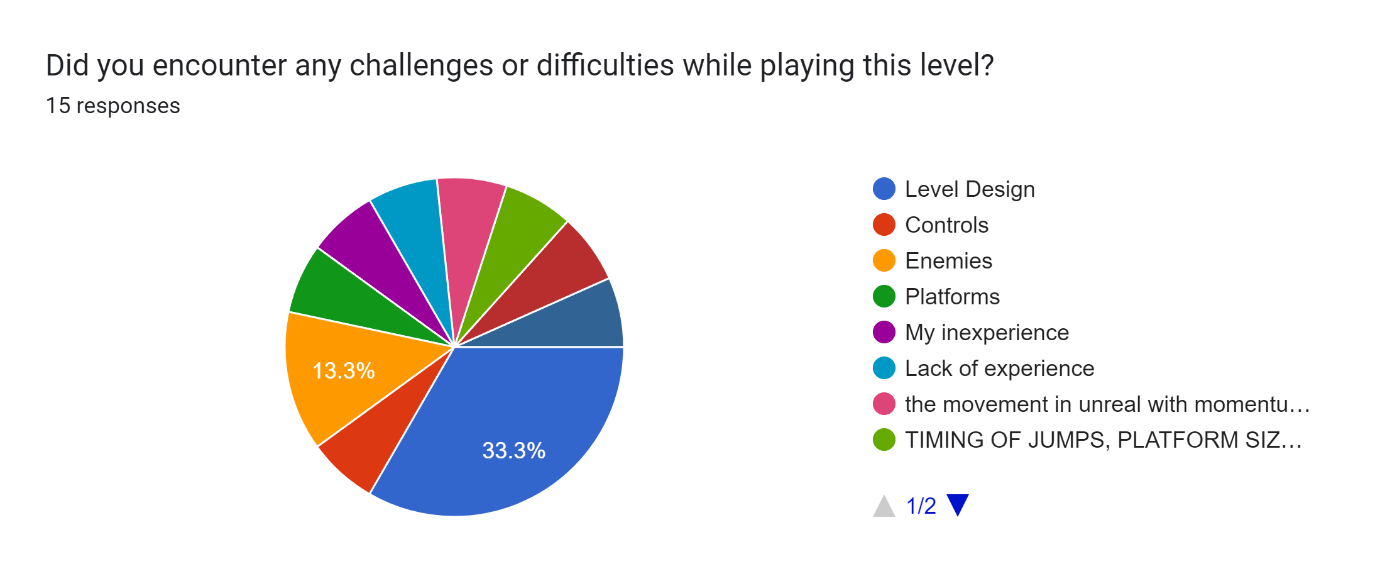 Did you encounter any challenges or difficulties while playing this level?
15 responses
Level Design
Controls
Enemies
Platforms
My inexperience
Lack of experience
the movement in unreal with momentu…
TIMING OF JUMPS, PLATFORM SIZ…
1/2
13.3%
33.3%